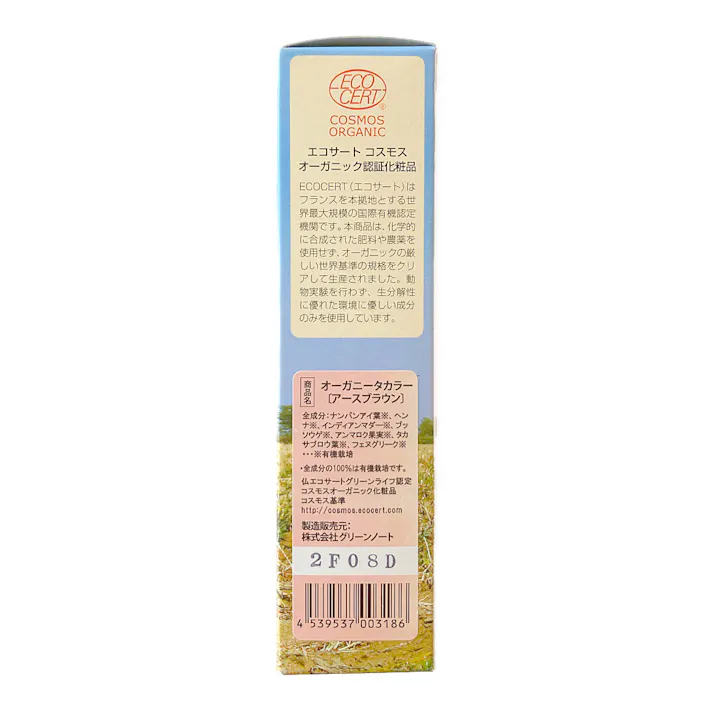 ECO
CERT
®
COSMOS
ORGANIC
エコサート コスモス
オーガニック認証化粧品
ECOCERT(エコサート)は
フランスを本拠地とする世
界最大規模の国際有機認定
機関です。本商品は、化学的
に合成された肥料や農薬を
使用せず、オーガニックの厳
しい世界基準の規格をクリ
アして生産されました。動
物実験を行わず、生分解性
に優れた環境に優しい成分
のみを使用しています。
商品名 オーガニータカラー
[アースブラウン]
全成分:ナンバンアイ葉※、ヘン
ナ※、インディアンマダー※、ブッ
ソウゲ※、アンマロク果実※、タカ
サブロウ葉※、フェヌグリーク※
・・・※有機栽培
・全成分の100%は有機栽培です。
仏エコサートグリーンライフ認定
コスモスオーガニック化粧品
コスモス基準
http://cosmos.ecocert.com
製造販売元:
株式会社グリーンノート
2F08D
4 539537 003186